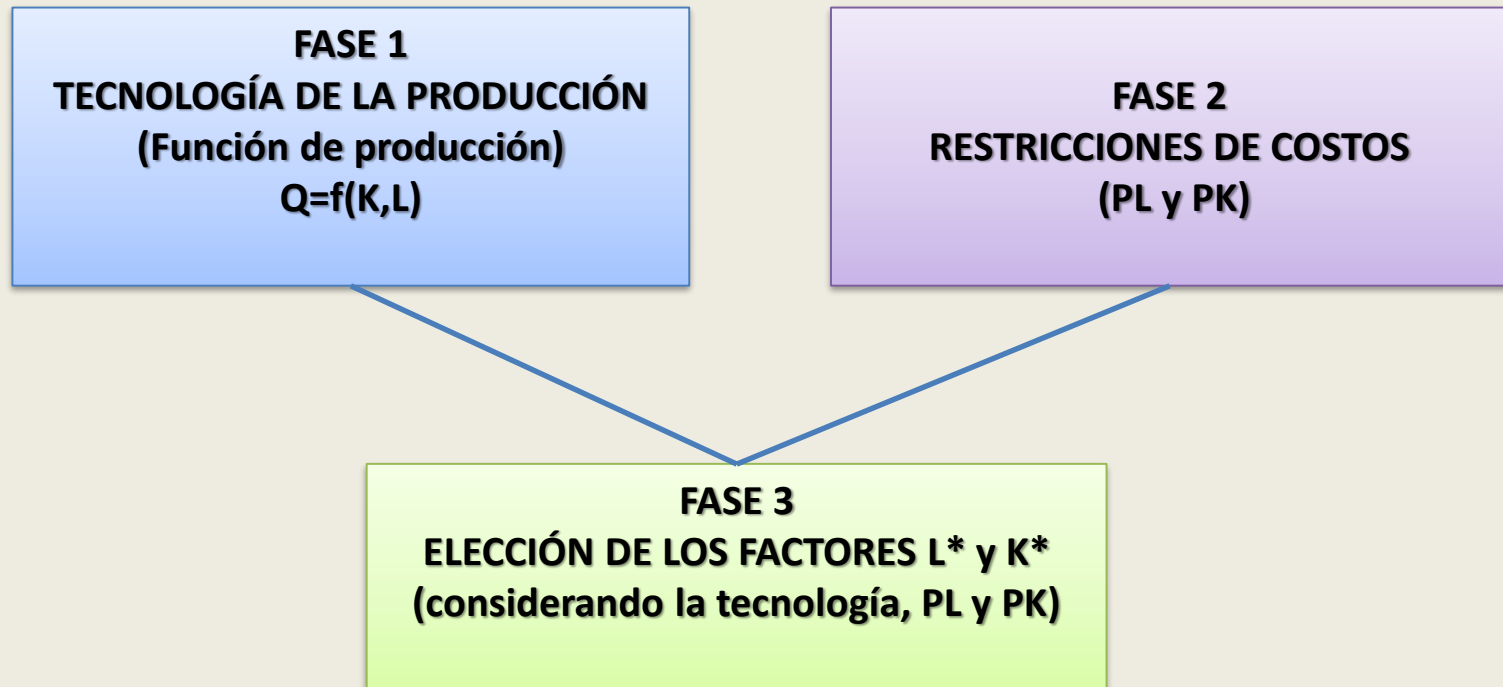 FASE 1
TECNOLOGÍA DE LA PRODUCCIÓN
(Función de producción)
Q=f(K,L)
FASE 2
RESTRICCIONES DE COSTOS
(PL y PK)
FASE 3
ELECCIÓN DE LOS FACTORES L* y K*
(considerando la tecnología, PL y PK)